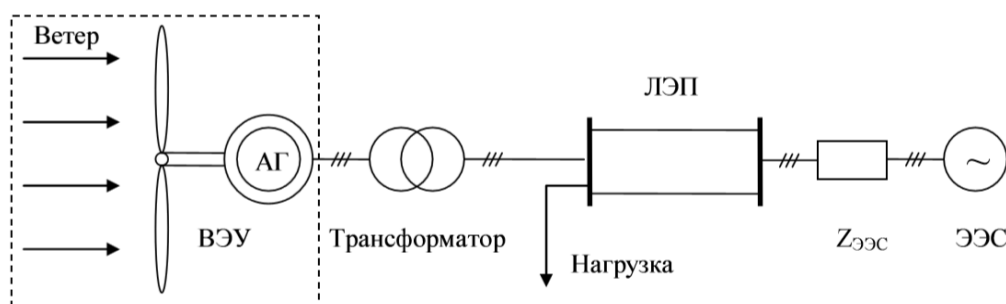 Ветер
ЛЭП
АГ
~
ВЭУ
Трансформатор
Нагрузка
ZЭЭС
ЭЭС